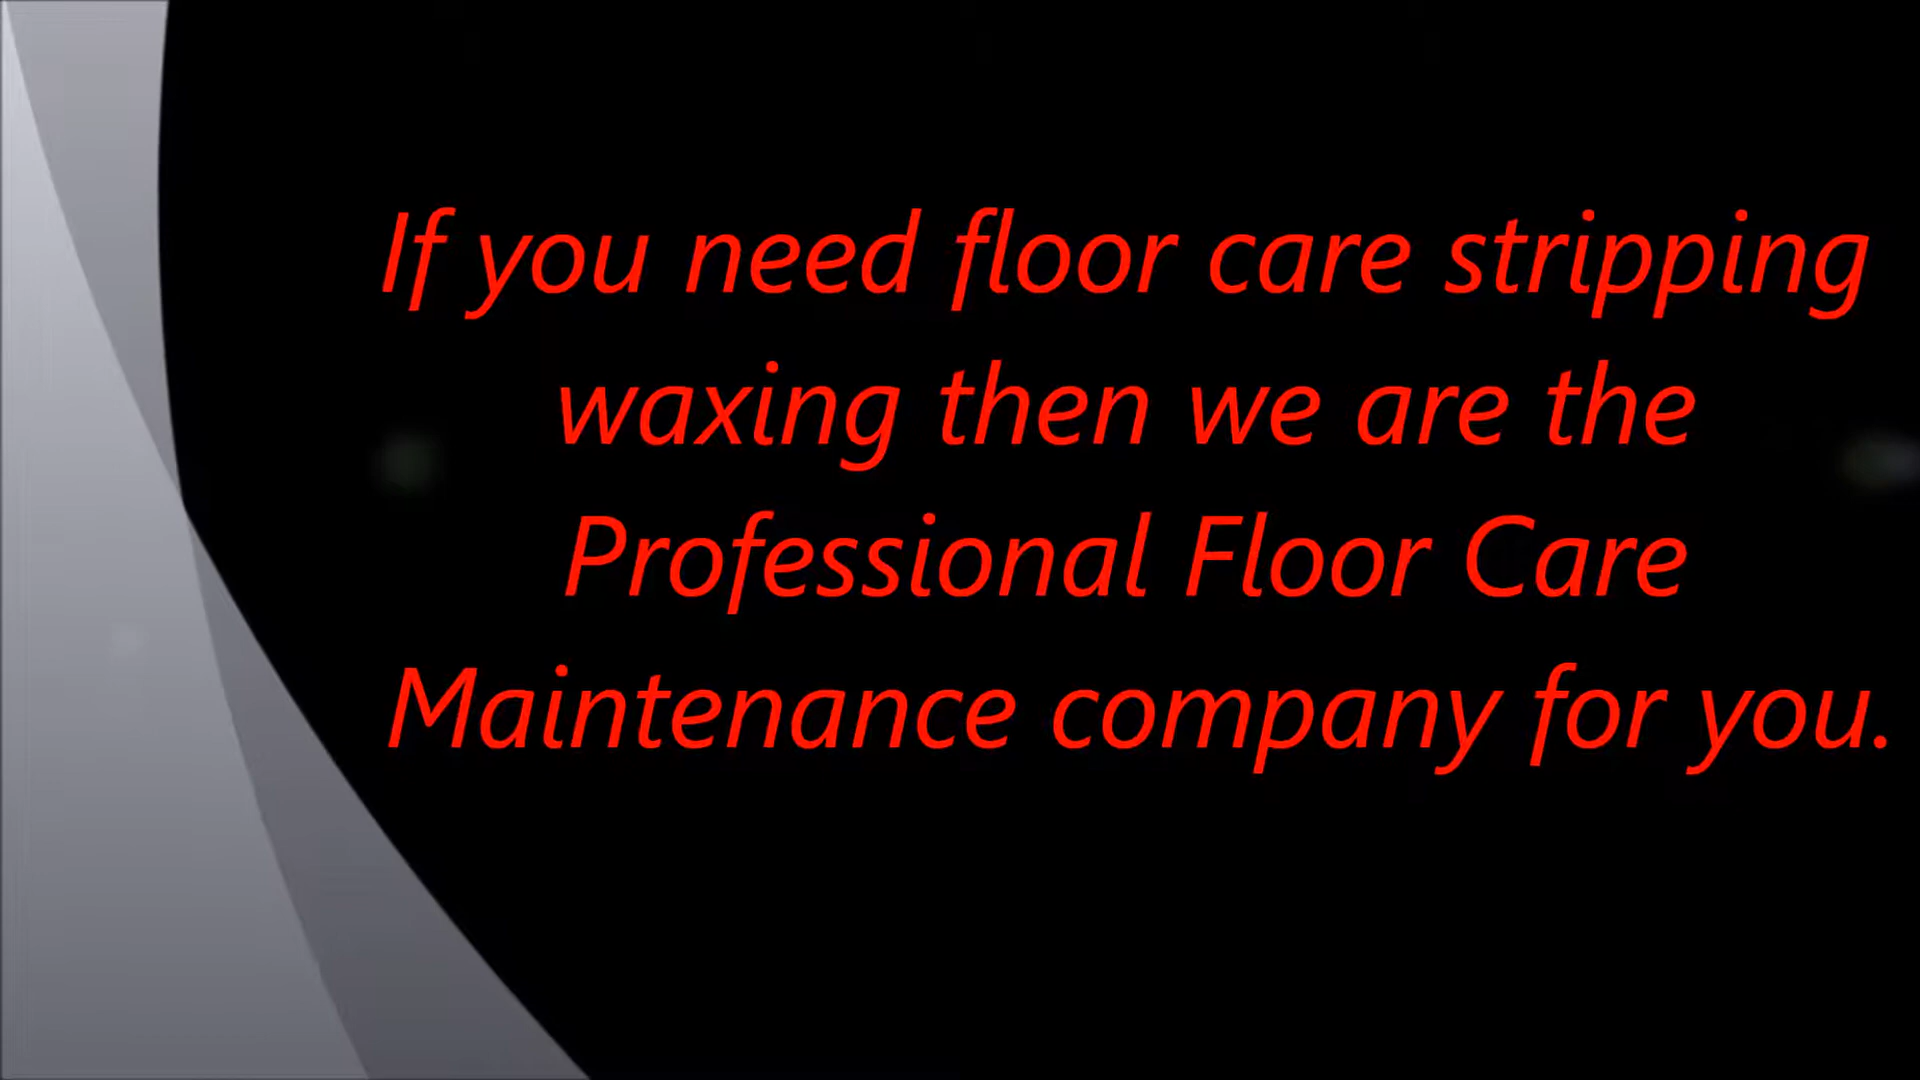 If you need floor care stripping
waxing then we are the
Professional Floor Care
Maintenance company for you.